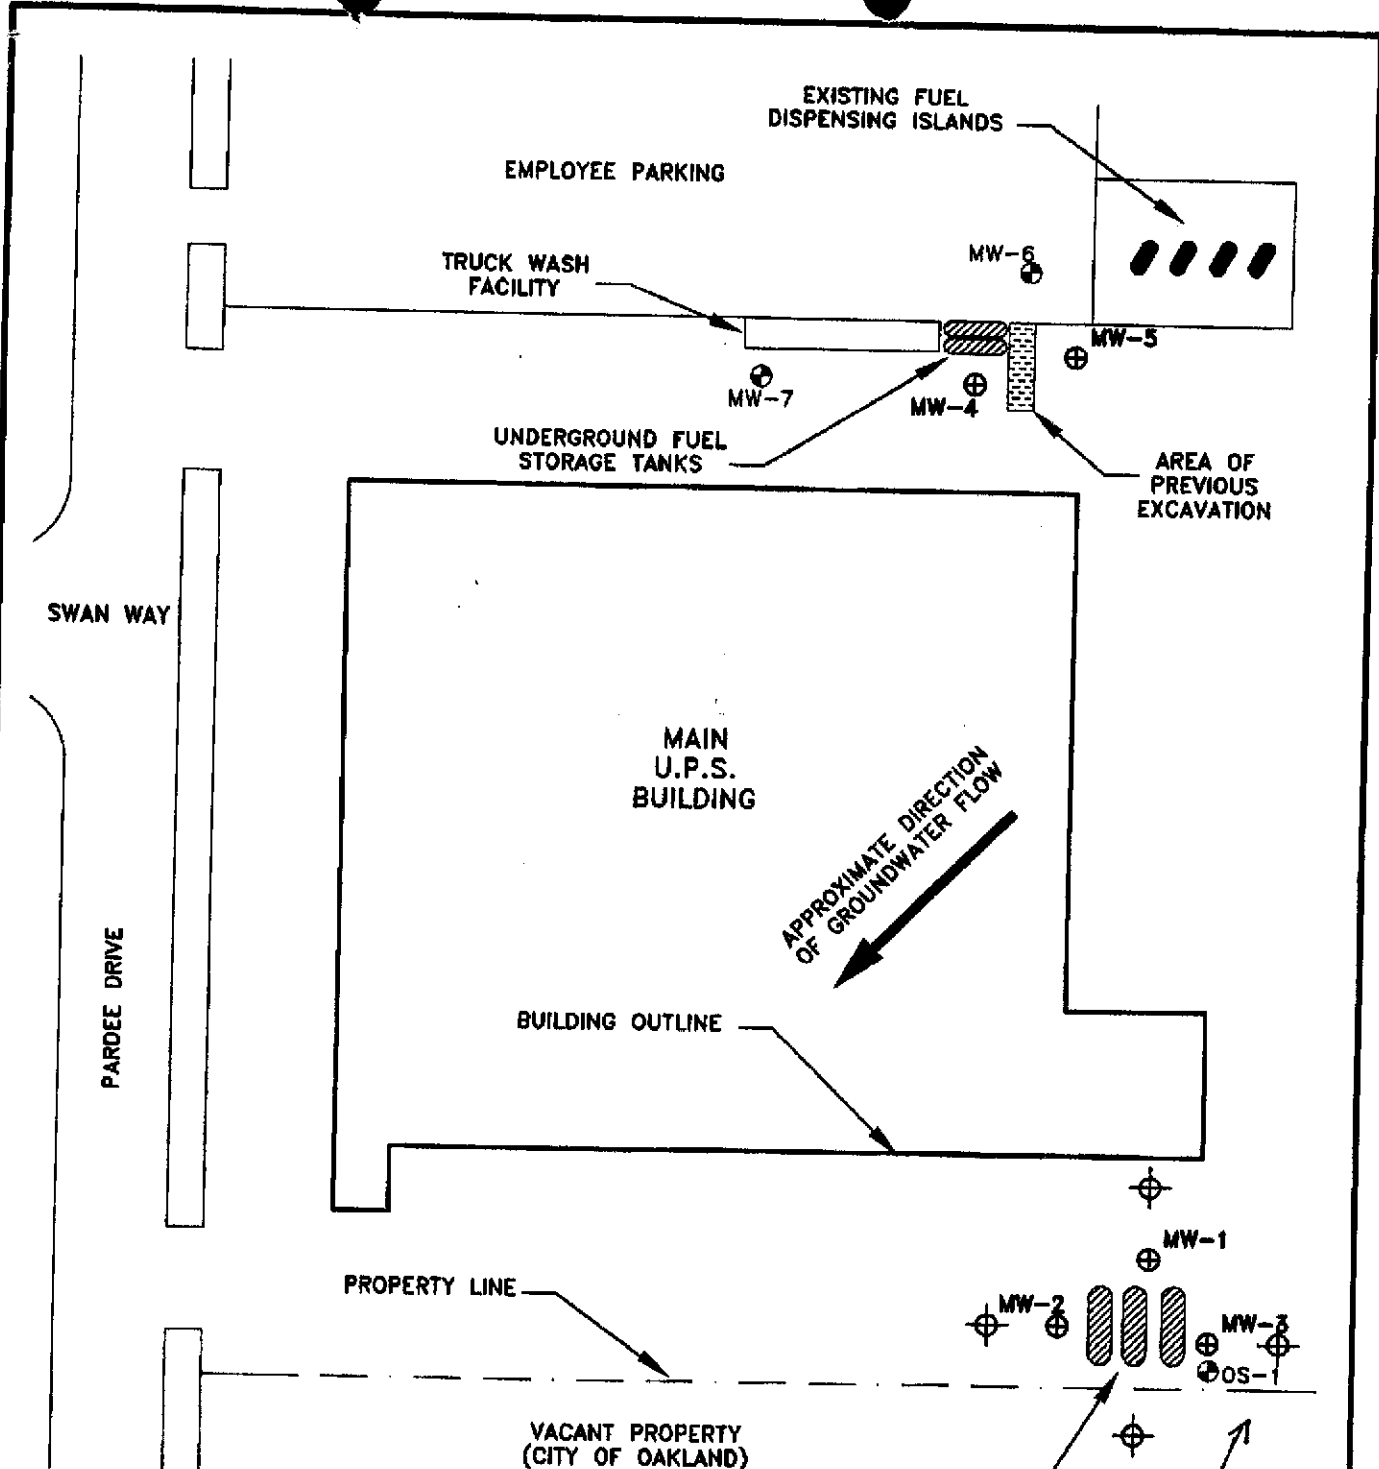 EXISTING FUEL
DISPENSING ISLANDS
EMPLOYEE PARKING
MW-6
TRUCK WASH
FACILITY
MW-5
MW-7
MW-4
UNDERGROUND FUEL
STORAGE TANKS
AREA OF
PREVIOUS
EXCAVATION
SWAN WAY
MAIN
U.P.S.
BUILDING
APPROXIMATE DIRECTION
OF GROUNDWATER FLOW
PARDEE DRIVE
BUILDING OUTLINE
MW-1
PROPERTY LINE
MW-2
MW-3
OS-1
VACANT PROPERTY
(CITY OF OAKLAND)